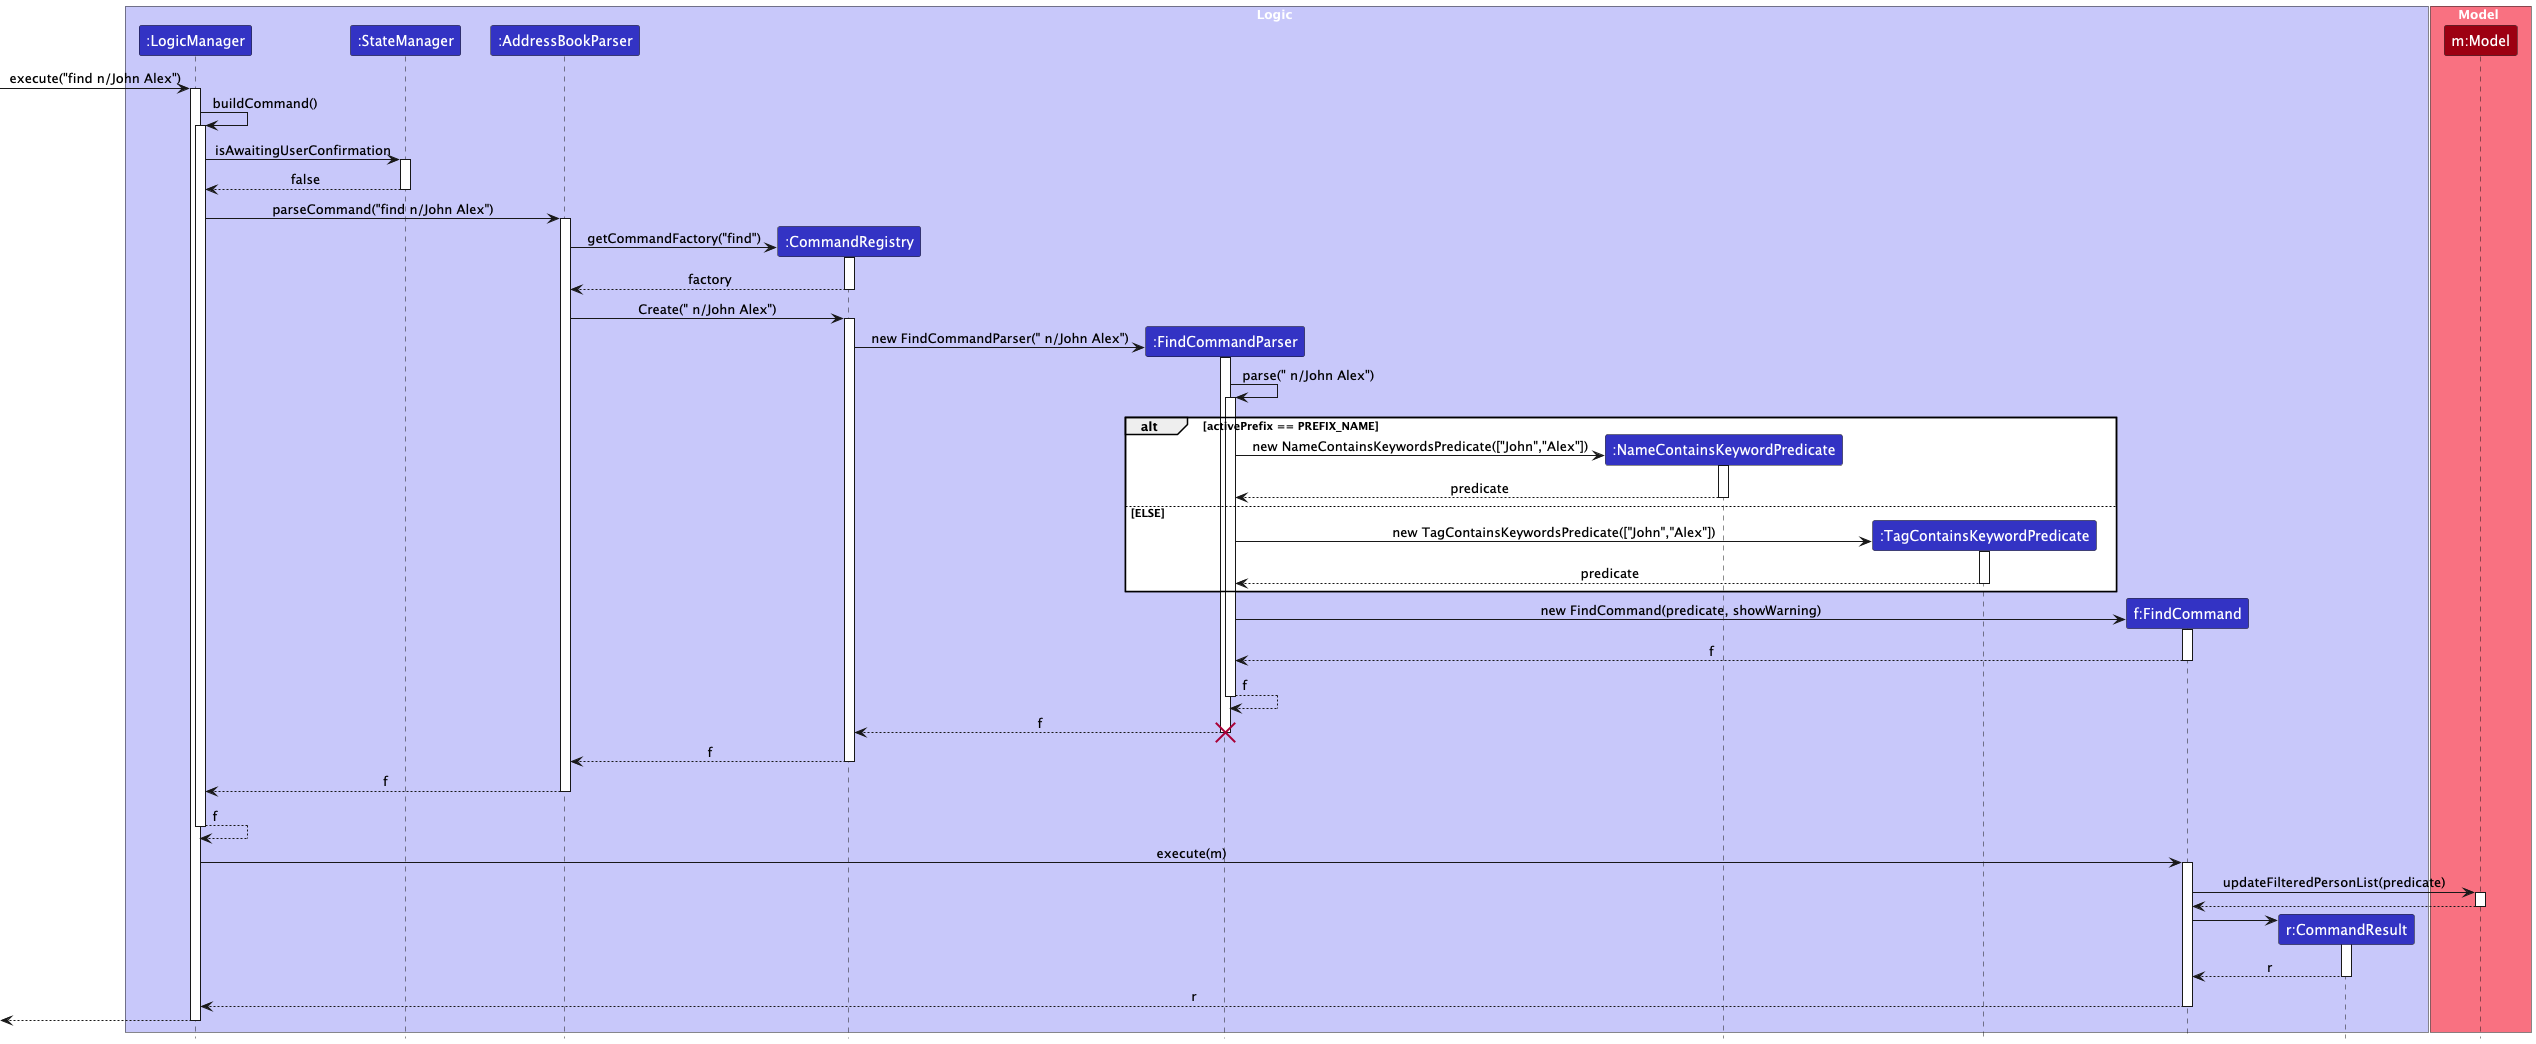 Logic
Model
:LogicManager
:StateManager
:AddressBookParser
m:Model
execute("find n/John Alex")
buildCommand()
isAwaitingUserConfirmation
false
parseCommand("find n/John Alex")
getCommandFactory("find")
:CommandRegistry
factory
Create(" n/John Alex")
new FindCommandParser(" n/John Alex")
:FindCommandParser
parse(" n/John Alex")
alt
[activePrefix == PREFIX_NAME]
new NameContainsKeywordsPredicate(["John","Alex"])
:NameContainsKeywordPredicate
predicate
[ELSE]
new TagContainsKeywordsPredicate(["John","Alex"])
:TagContainsKeywordPredicate
predicate
new FindCommand(predicate, showWarning)
f:FindCommand
f
f
f
f
f
f
execute(m)
updateFilteredPersonList(predicate)
r:CommandResult
r
r